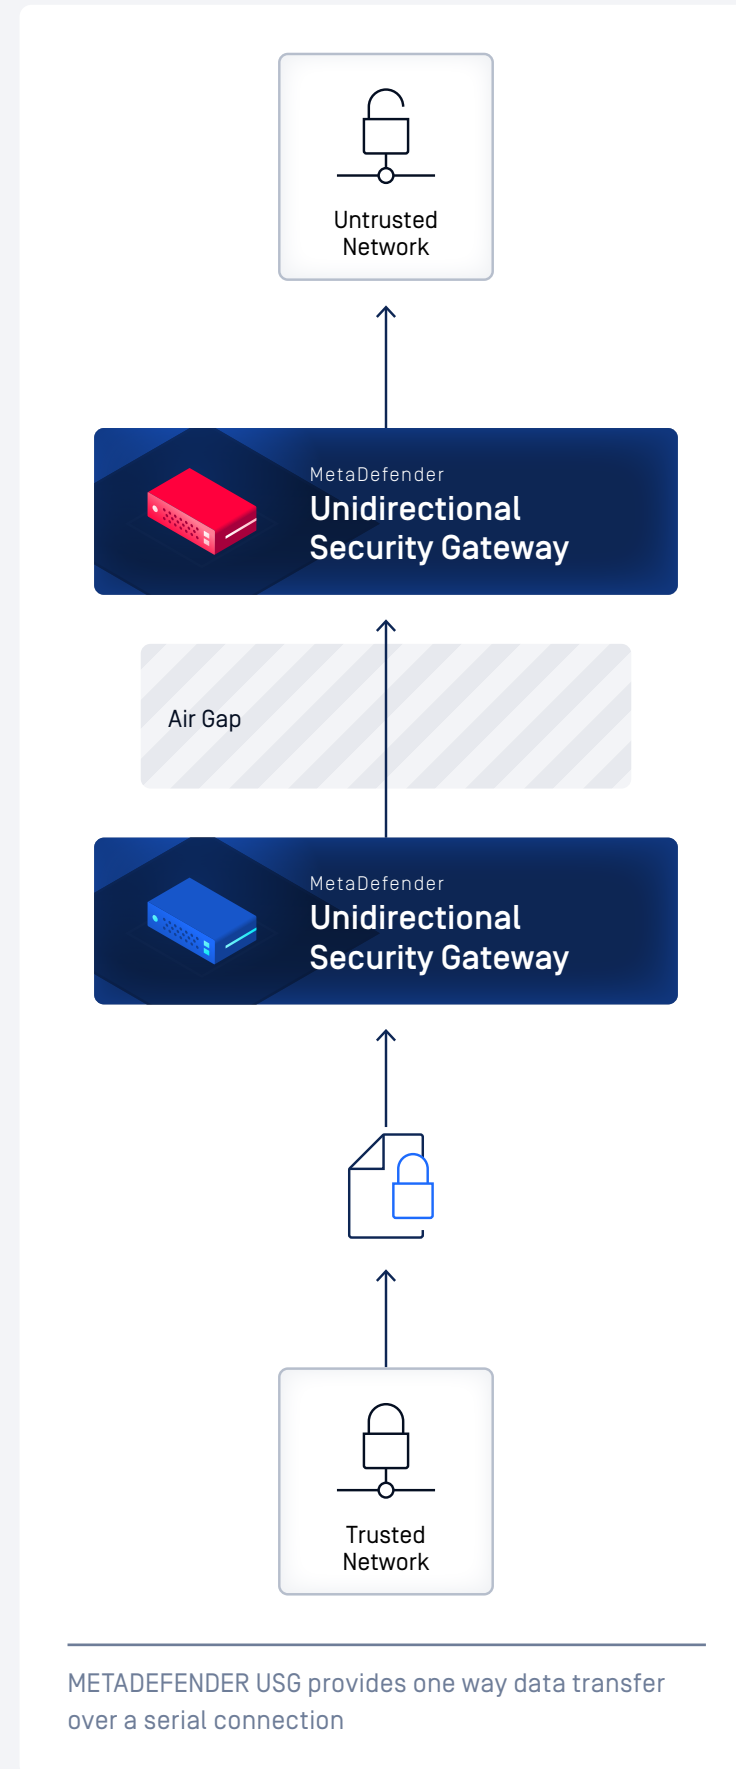 Untrusted
Network
MetaDefender
Unidirectional
Security Gateway
Air Gap
MetaDefender
Unidirectional
Security Gateway
Trusted
Network
METADEFENDER USG provides one way data transfer
over a serial connection